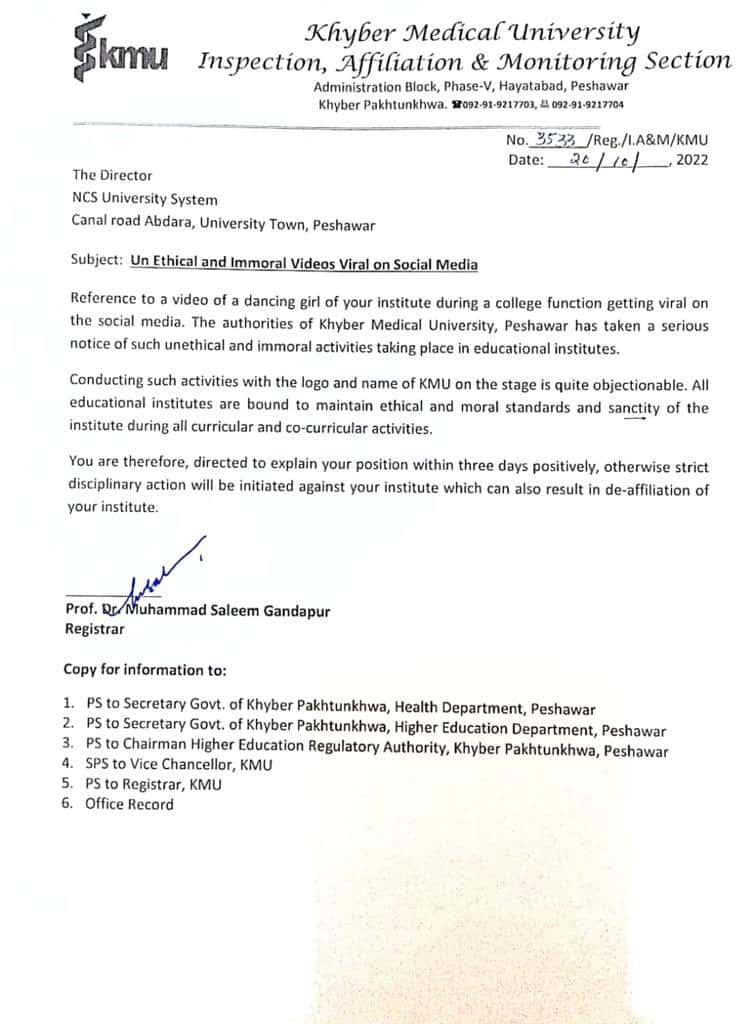 kmu
Khyber Medical University
Inspection, Affiliation & Monitoring Section
Administration Block, Phase-V, Hayatabad, Peshawar
Khyber Pakhtunkhwa. ☎092-91-9217703, 092-91-9217704
No. 3533 /Reg./I.A&M/KMU
Date: 20/10/, 2022
The Director
NCS University System
Canal road Abdara, University Town, Peshawar
Subject: Un Ethical and Immoral Videos Viral on Social Media
Reference to a video of a dancing girl of your institute during a college function getting viral on
the social media. The authorities of Khyber Medical University, Peshawar has taken a serious
notice of such unethical and immoral activities taking place in educational institutes.
Conducting such activities with the logo and name of KMU on the stage is quite objectionable. All
educational institutes are bound to maintain ethical and moral standards and sanctity of the
institute during all curricular and co-curricular activities.
You are therefore, directed to explain your position within three days positively, otherwise strict
disciplinary action will be initiated against your institute which can also result in de-affiliation of
your institute.
Prof. Dr. Muhammad Saleem Gandapur
Registrar
Copy for information to:
1. PS to Secretary Govt. of Khyber Pakhtunkhwa, Health Department, Peshawar
2. PS to Secretary Govt. of Khyber Pakhtunkhwa, Higher Education Department, Peshawar
3. PS to Chairman Higher Education Regulatory Authority, Khyber Pakhtunkhwa, Peshawar
4. SPS to Vice Chancellor, KMU
5. PS to Registrar, KMU
6. Office Record